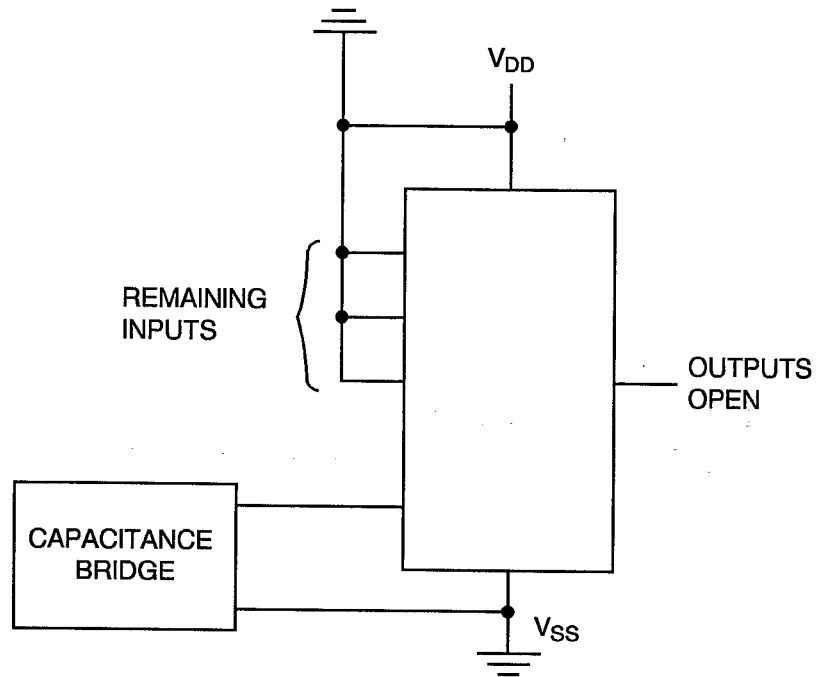 VDD
REMAINING
INPUTS
OUTPUTS
OPEN
CAPACITANCE
BRIDGE
VSS